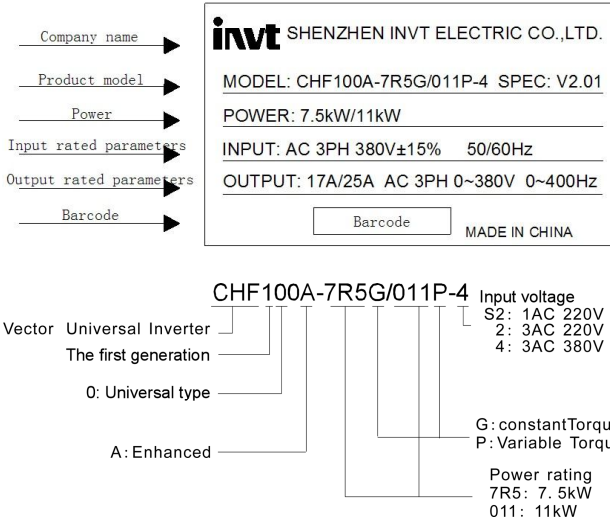 Company name
invt SHENZHEN INVT ELECTRIC CO.,LTD.
Product model
MODEL: CHF100A-7R5G/011P-4 SPEC: V2.01
Power
POWER: 7.5kW/11kW
Input rated parameters
INPUT: AC 3PH 380V±15% 50/60Hz
Output rated parameters
OUTPUT: 17A/25A AC 3PH 0~380V 0~400Hz
Barcode
Barcode
MADE IN CHINA
CHF100A-7R5G/011P-4
Input voltage
S2: 1AC 220V
2: 3AC 220V
4: 3AC 380V
Vector Universal Inverter
The first generation
0: Universal type
A: Enhanced
G: constantTorqu
P: Variable Torqu
Power rating
7R5: 7. 5kW
011: 11kW